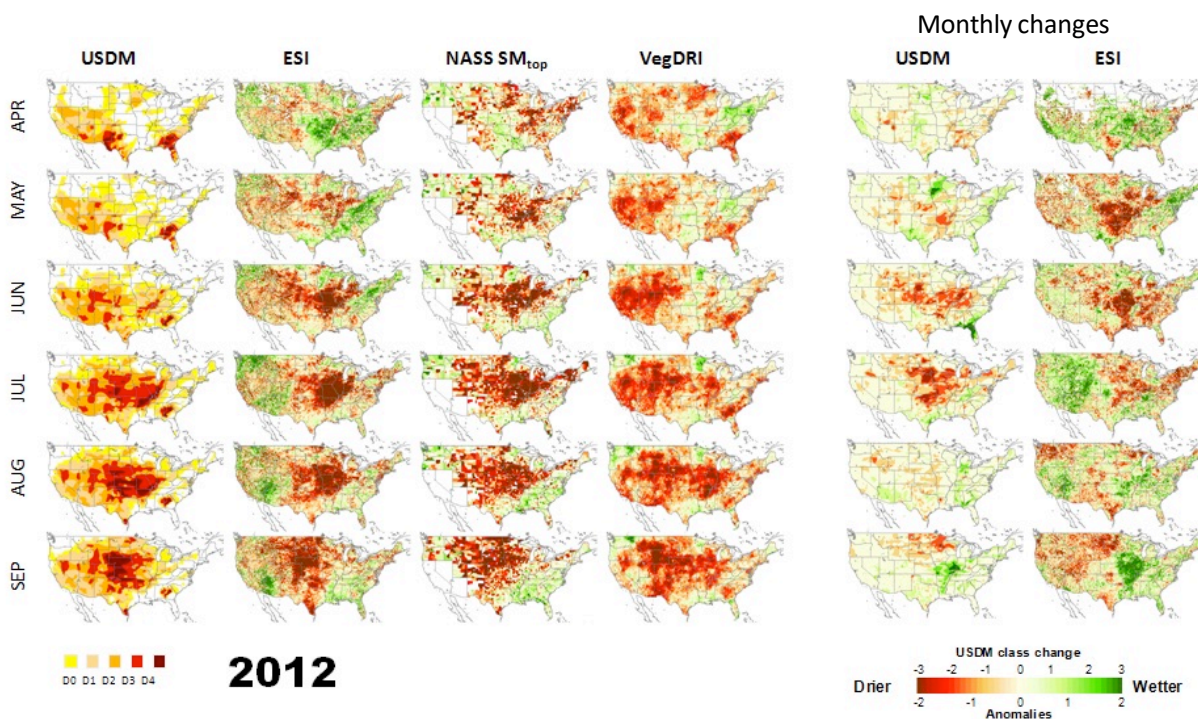 Monthly changes
USDM ESI NASS SMtop VegDRI USDM ESI
APR
MAY
JUN
JUL
AUG
SEP
D0 D1 D2 D3 D4
2012
USDM class change
-3 -2 -1 0 1 2 3
Drier Wetter
-2 -1 0 1 2
Anomalies